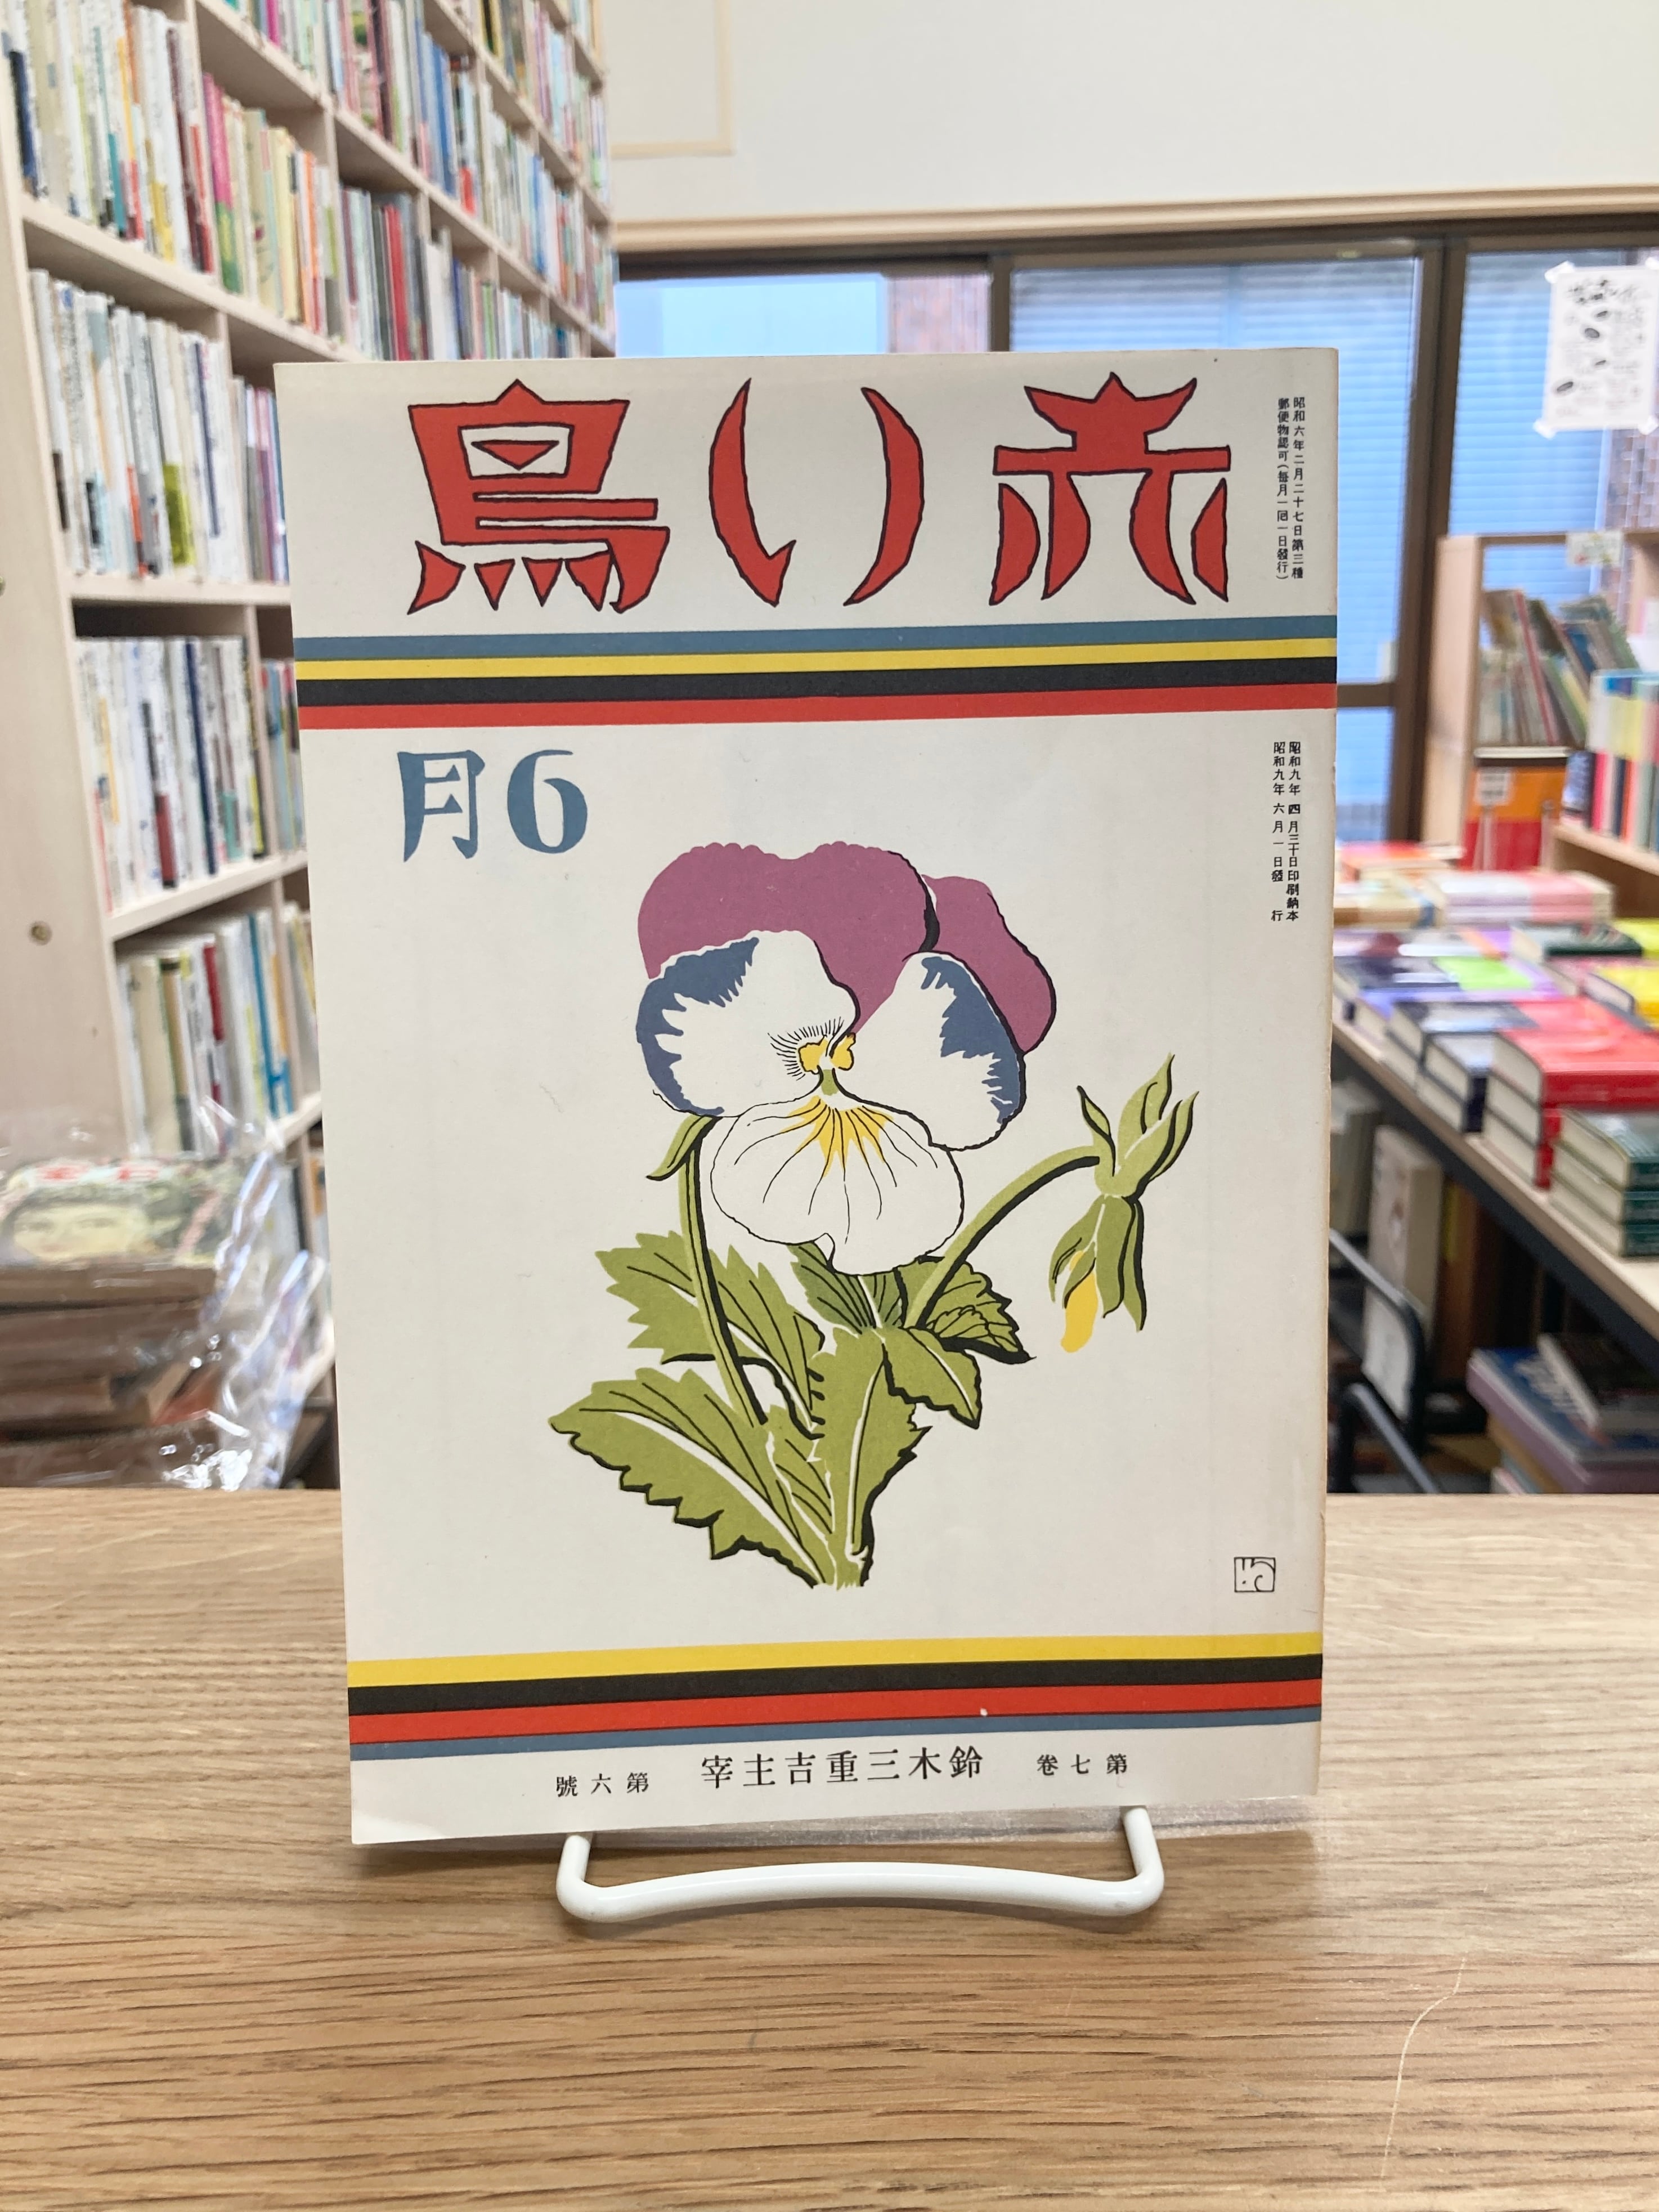 赤い鳥
昭和六年二月二十七日第三種
郵便物認可(毎月一回一日發行)
6月
昭和九年四月三十日印刷納本
昭和九年六月一日發行
第七卷
鈴木三重吉主宰
第六號